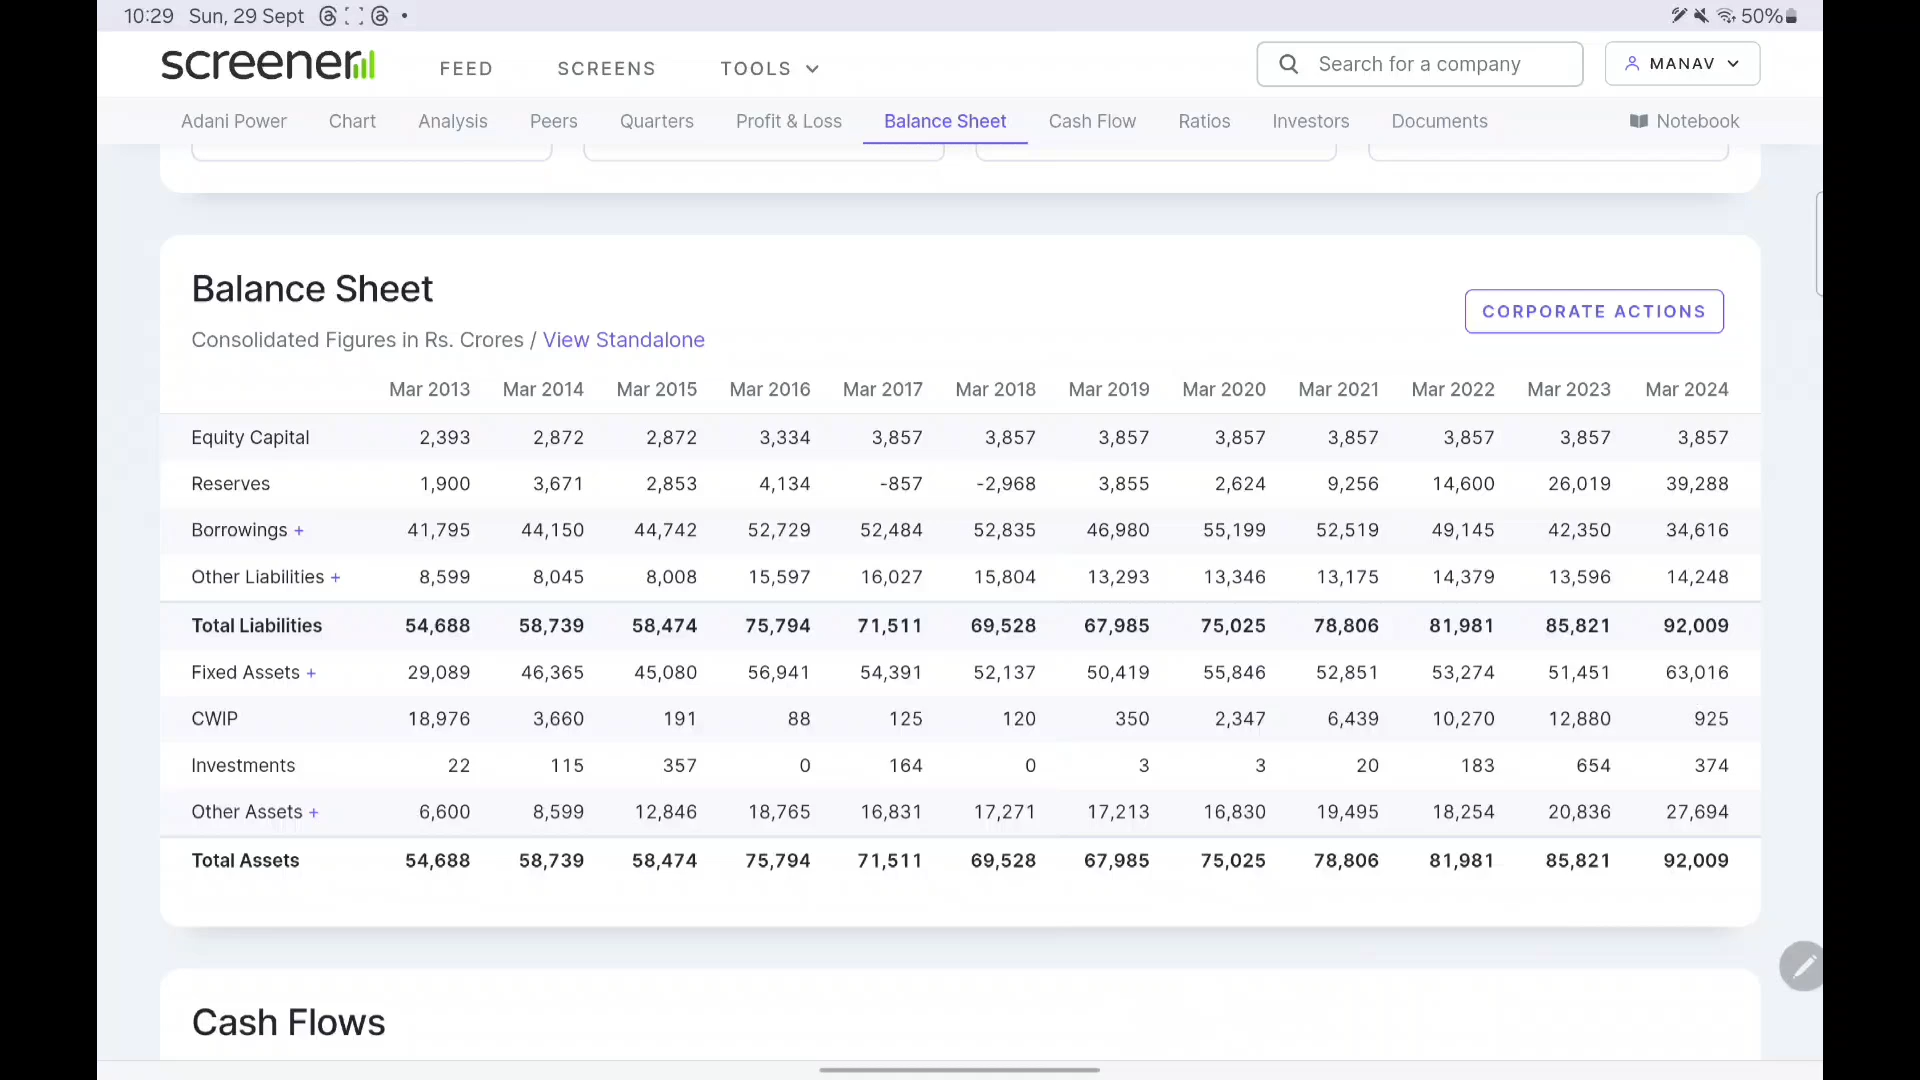 10:29 Sun, 29 Sept 50%
screener FEED SCREENS TOOLS Search for a company MANAV
Adani Power Chart Analysis Peers Quarters Profit & Loss Balance Sheet Cash Flow Ratios Investors Documents Notebook
Balance Sheet
CORPORATE ACTIONS
Consolidated Figures in Rs. Crores / View Standalone
Mar 2013 Mar 2014 Mar 2015 Mar 2016 Mar 2017 Mar 2018 Mar 2019 Mar 2020 Mar 2021 Mar 2022 Mar 2023 Mar 2024
Equity Capital 2,393 2,872 2,872 3,334 3,857 3,857 3,857 3,857 3,857 3,857 3,857 3,857
Reserves 1,900 3,671 2,853 4,134 -857 -2,968 3,855 2,624 9,256 14,600 26,019 39,288
Borrowings + 41,795 44,150 44,742 52,729 52,484 52,835 46,980 55,199 52,519 49,145 42,350 34,616
Other Liabilities + 8,599 8,045 8,008 15,597 16,027 15,804 13,293 13,346 13,175 14,379 13,596 14,248
Total Liabilities 54,688 58,739 58,474 75,794 71,511 69,528 67,985 75,025 78,806 81,981 85,821 92,009
Fixed Assets + 29,089 46,365 45,080 56,941 54,391 52,137 50,419 55,846 52,851 53,274 51,451 63,016
CWIP 18,976 3,660 191 88 125 120 350 2,347 6,439 10,270 12,880 925
Investments 22 115 357 0 164 0 3 3 20 183 654 374
Other Assets + 6,600 8,599 12,846 18,765 16,831 17,271 17,213 16,830 19,495 18,254 20,836 27,694
Total Assets 54,688 58,739 58,474 75,794 71,511 69,528 67,985 75,025 78,806 81,981 85,821 92,009
Cash Flows